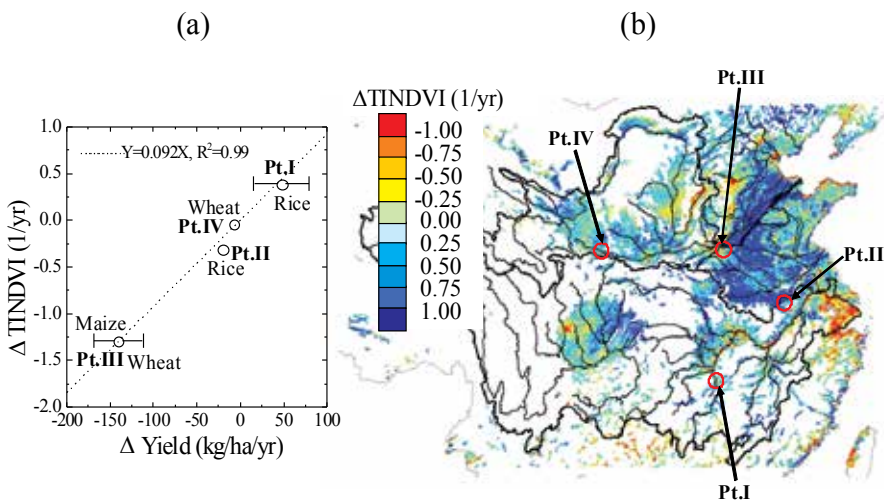 (a)
(b)
Δ TINDVI (1/yr)
1.0
0.5
0.0
-0.5
-1.0
-1.5
-2.0
Y=0.092X, R²=0.99
Pt.I
Rice
Wheat
Pt.IV
Pt.II
Rice
Maize
Pt.III Wheat
-200 -150 -100 -50 0 50 100
Δ Yield (kg/ha/yr)
ΔTINDVI (1/yr)
-1.00
-0.75
-0.50
-0.25
0.00
0.25
0.50
0.75
1.00
Pt.III
Pt.IV
Pt.II
Pt.I